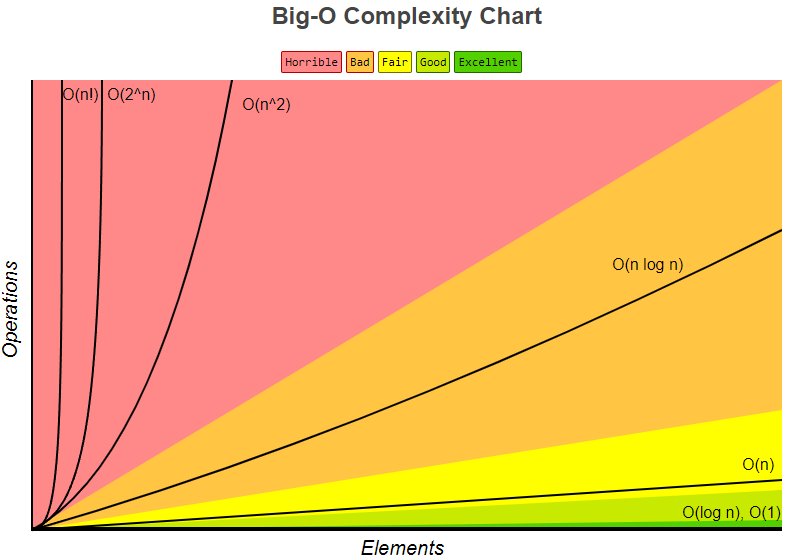 Big-O Complexity Chart
Horrible Bad Fair Good Excellent
O(n!) O(2^n)
O(n^2)
O(n log n)
O(n)
O(log n), O(1)
Operations
Elements